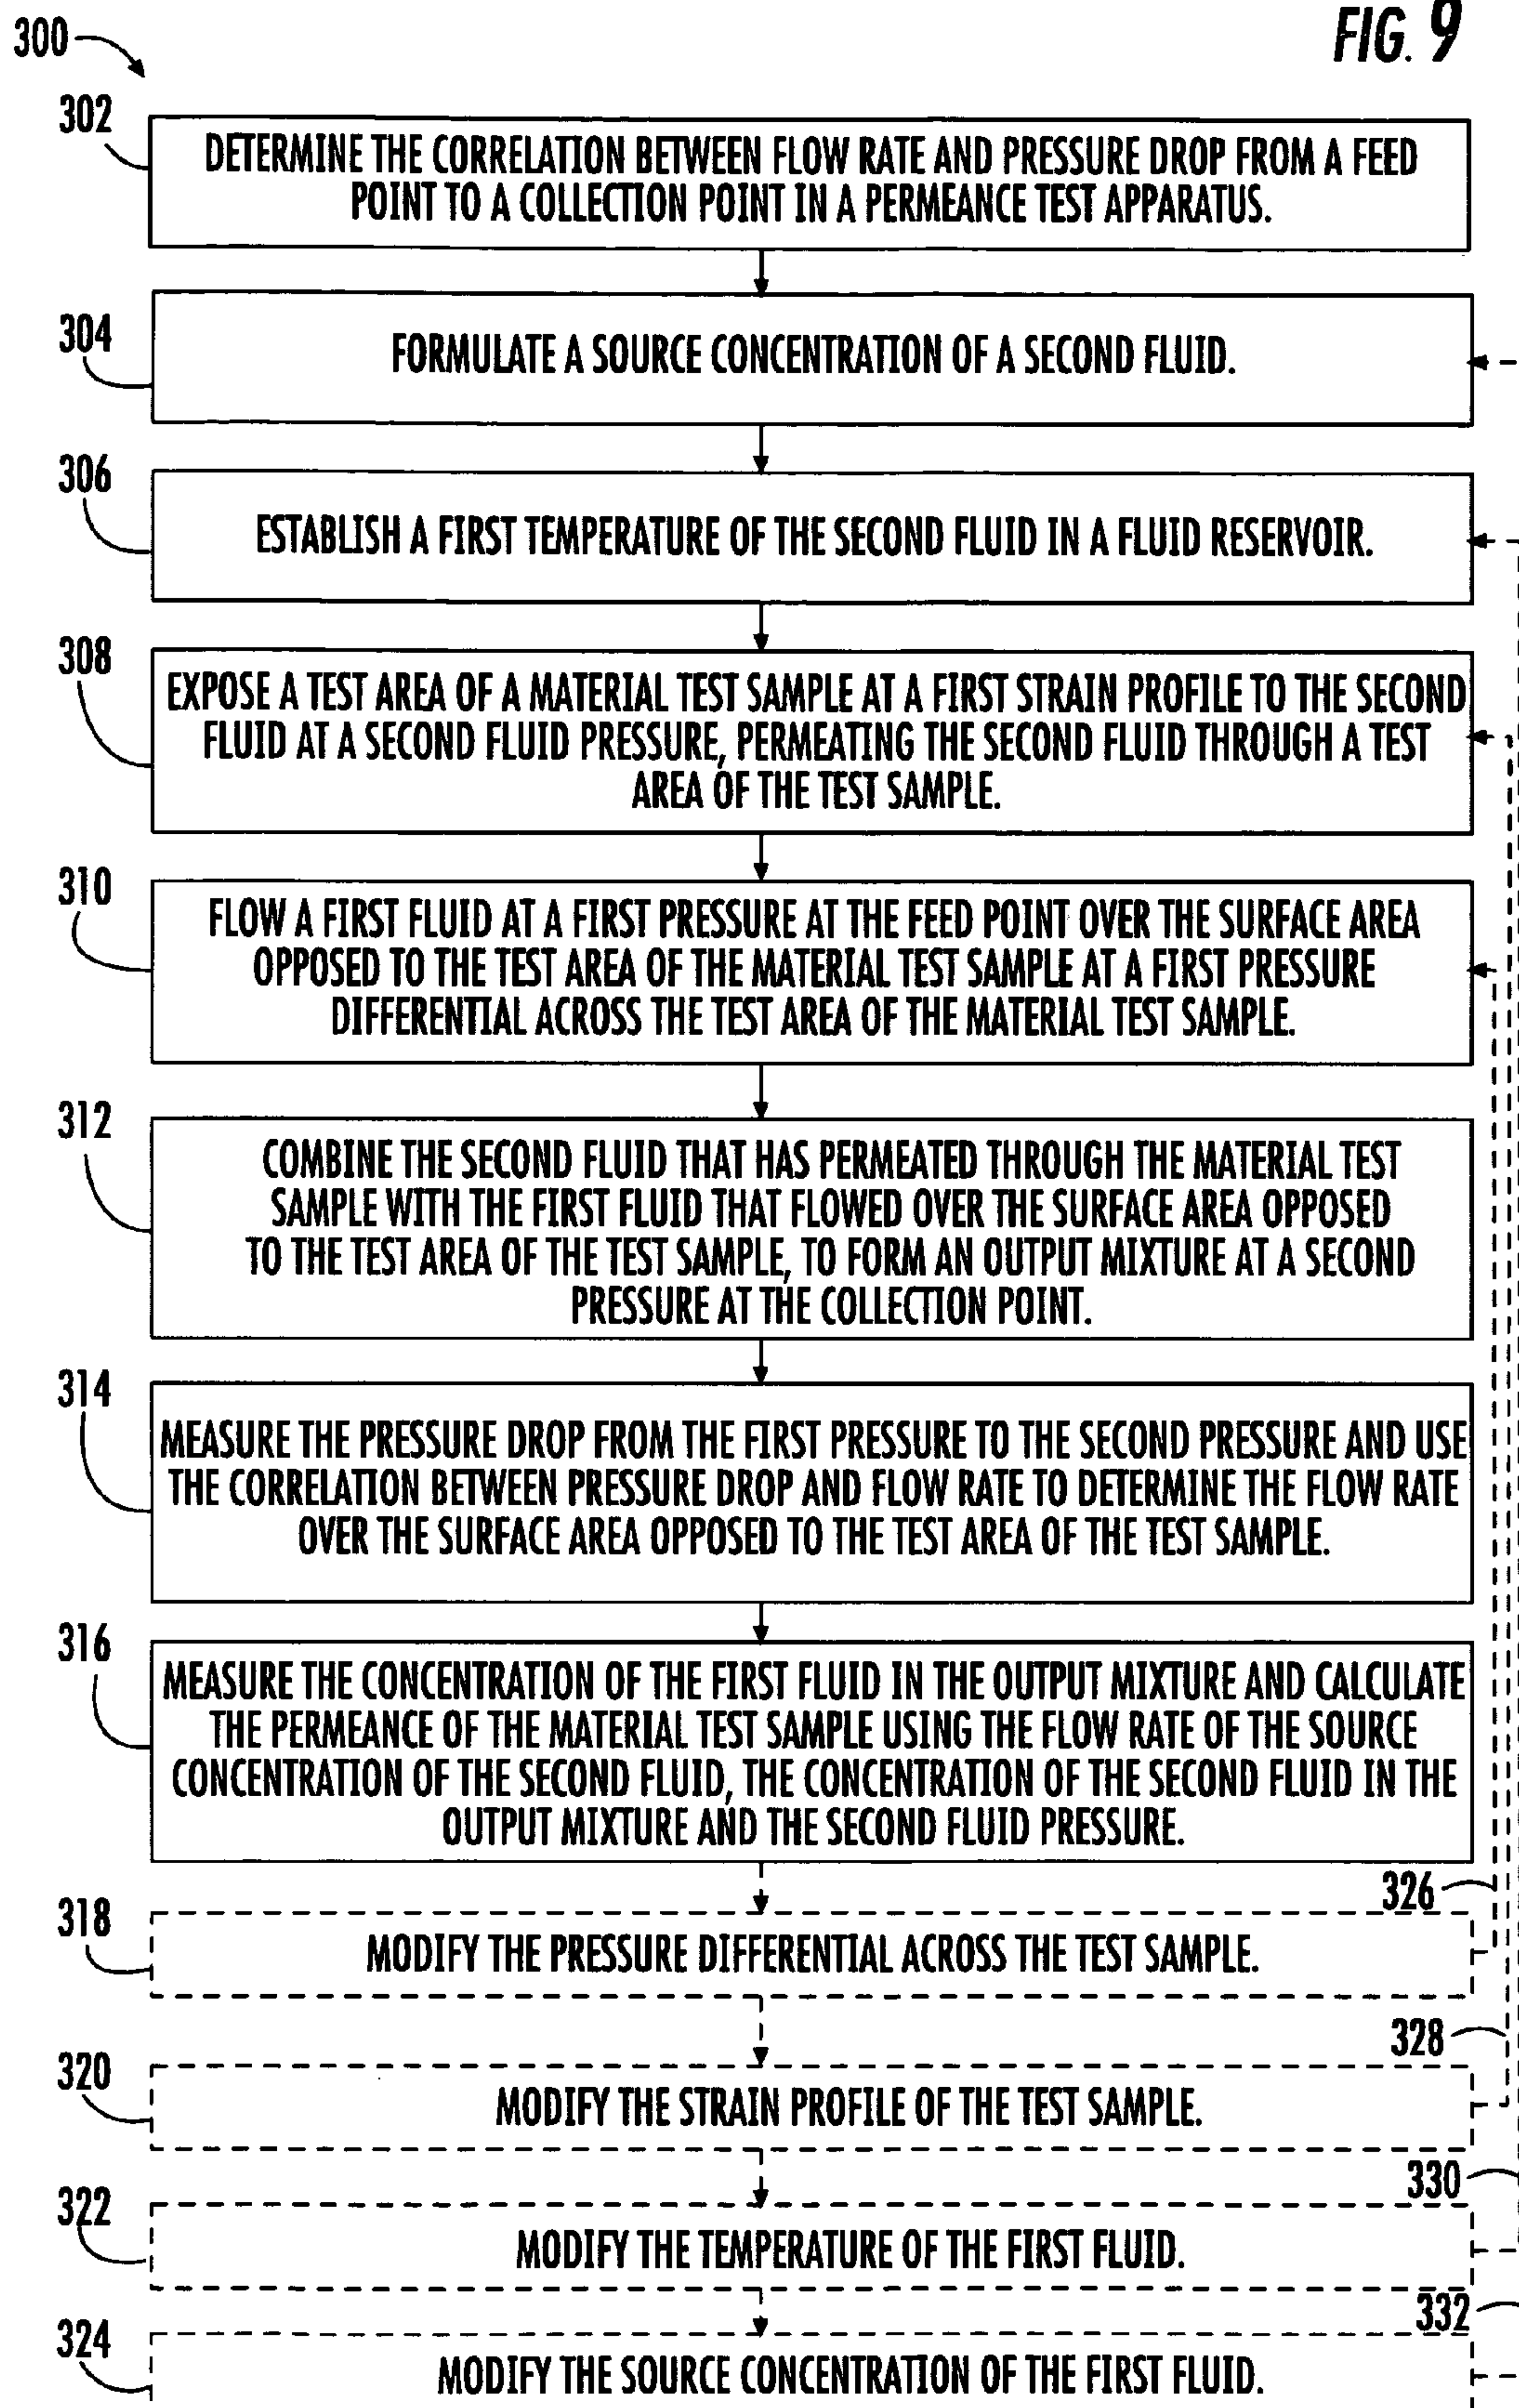 FIG. 9
300
302
DETERMINE THE CORRELATION BETWEEN FLOW RATE AND PRESSURE DROP FROM A FEED
POINT TO A COLLECTION POINT IN A PERMEANCE TEST APPARATUS.
304
FORMULATE A SOURCE CONCENTRATION OF A SECOND FLUID.
306
ESTABLISH A FIRST TEMPERATURE OF THE SECOND FLUID IN A FLUID RESERVOIR.
308
EXPOSE A TEST AREA OF A MATERIAL TEST SAMPLE AT A FIRST STRAIN PROFILE TO THE SECOND
FLUID AT A SECOND FLUID PRESSURE, PERMEATING THE SECOND FLUID THROUGH A TEST
AREA OF THE TEST SAMPLE.
310
FLOW A FIRST FLUID AT A FIRST PRESSURE AT THE FEED POINT OVER THE SURFACE AREA
OPPOSED TO THE TEST AREA OF THE MATERIAL TEST SAMPLE AT A FIRST PRESSURE
DIFFERENTIAL ACROSS THE TEST AREA OF THE MATERIAL TEST SAMPLE.
312
COMBINE THE SECOND FLUID THAT HAS PERMEATED THROUGH THE MATERIAL TEST
SAMPLE WITH THE FIRST FLUID THAT FLOWED OVER THE SURFACE AREA OPPOSED
TO THE TEST AREA OF THE TEST SAMPLE, TO FORM AN OUTPUT MIXTURE AT A SECOND
PRESSURE AT THE COLLECTION POINT.
314
MEASURE THE PRESSURE DROP FROM THE FIRST PRESSURE TO THE SECOND PRESSURE AND USE
THE CORRELATION BETWEEN PRESSURE DROP AND FLOW RATE TO DETERMINE THE FLOW RATE
OVER THE SURFACE AREA OPPOSED TO THE TEST AREA OF THE TEST SAMPLE.
316
MEASURE THE CONCENTRATION OF THE FIRST FLUID IN THE OUTPUT MIXTURE AND CALCULATE
THE PERMEANCE OF THE MATERIAL TEST SAMPLE USING THE FLOW RATE OF THE SOURCE
CONCENTRATION OF THE SECOND FLUID, THE CONCENTRATION OF THE SECOND FLUID IN THE
OUTPUT MIXTURE AND THE SECOND FLUID PRESSURE.
326
318
MODIFY THE PRESSURE DIFFERENTIAL ACROSS THE TEST SAMPLE.
328
320
MODIFY THE STRAIN PROFILE OF THE TEST SAMPLE.
330
322
MODIFY THE TEMPERATURE OF THE FIRST FLUID.
332
324
MODIFY THE SOURCE CONCENTRATION OF THE FIRST FLUID.